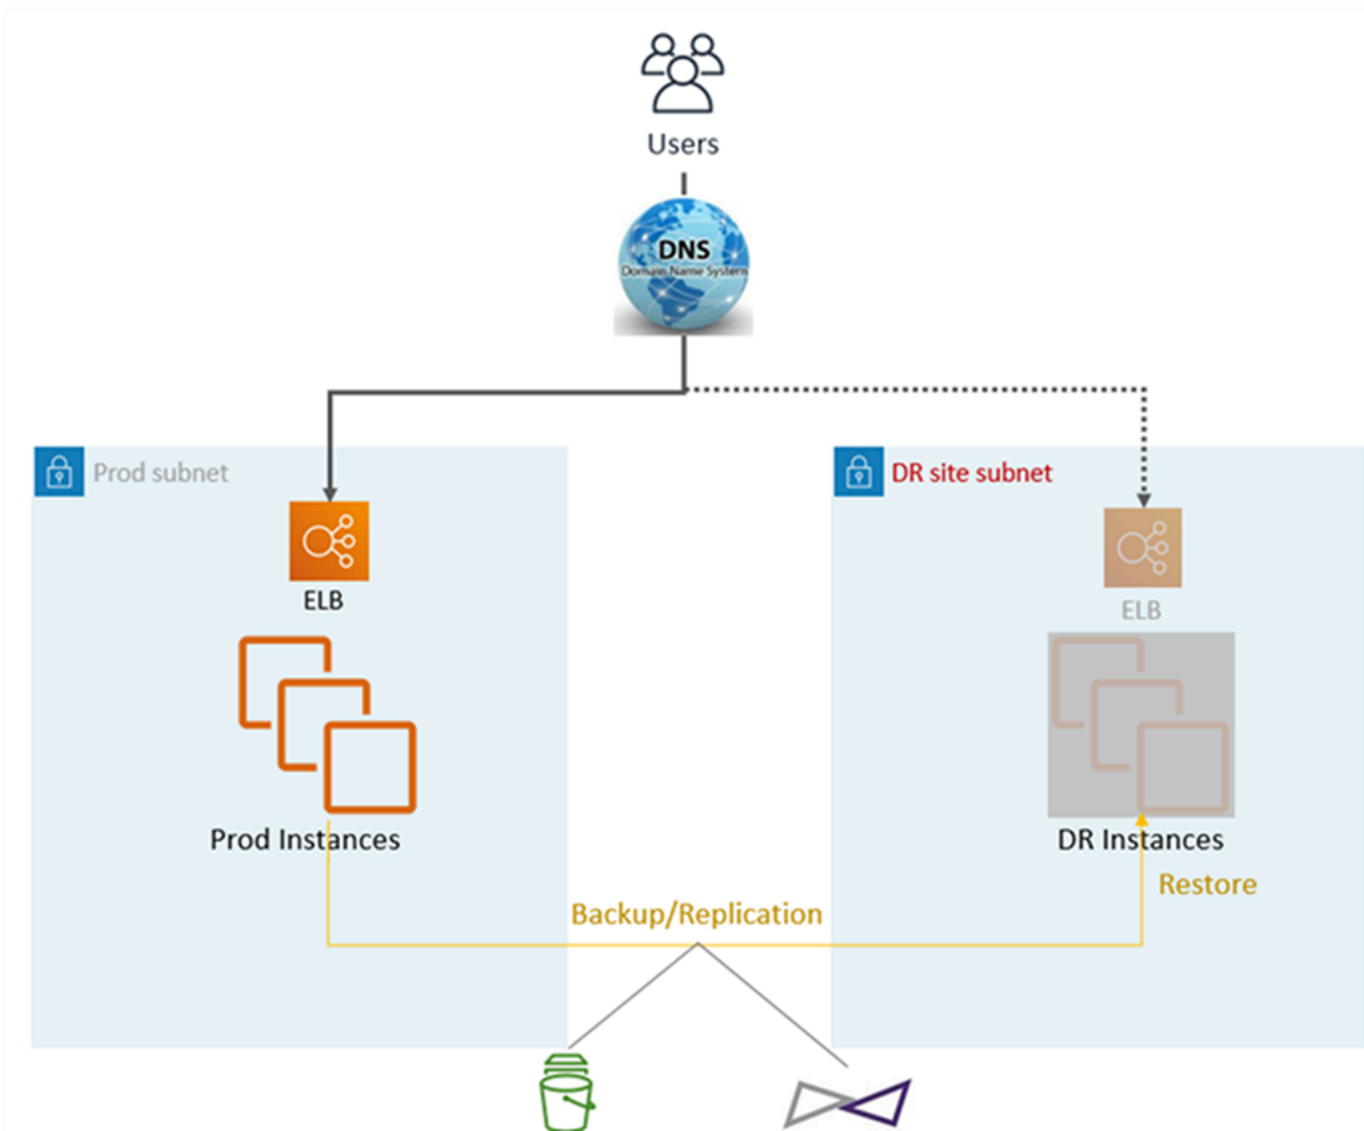 Users
DNS
Domain Name System
Prod subnet
DR site subnet
ELB
ELB
Prod Instances
DR Instances
Restore
Backup/Replication